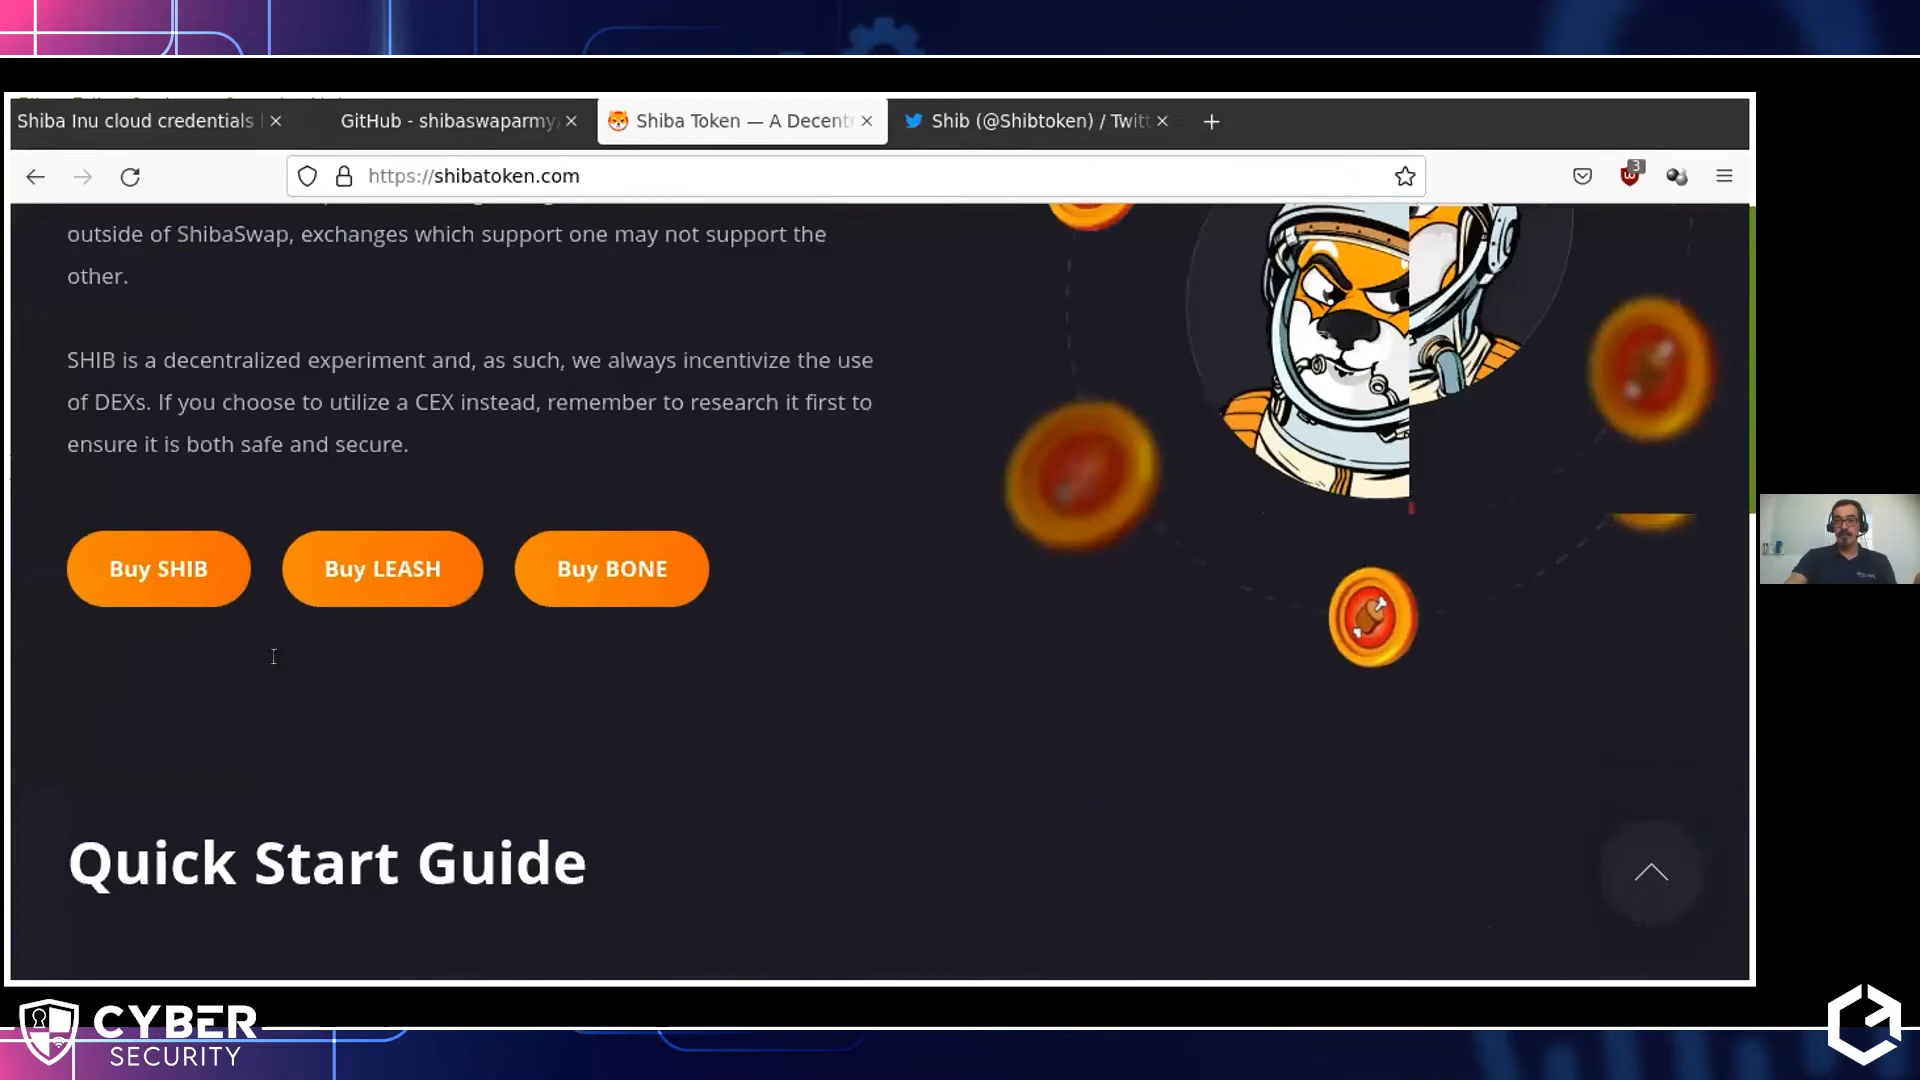 Shiba Inu cloud credentials
GitHub - shibaswaparmy
Shiba Token — A Decent
Shib (@Shibtoken) / Twitt
https://shibatoken.com
3
outside of ShibaSwap, exchanges which support one may not support the
other.
SHIB is a decentralized experiment and, as such, we always incentivize the use
of DEXs. If you choose to utilize a CEX instead, remember to research it first to
ensure it is both safe and secure.
Buy SHIB
Buy LEASH
Buy BONE
Quick Start Guide
CYBER
SECURITY